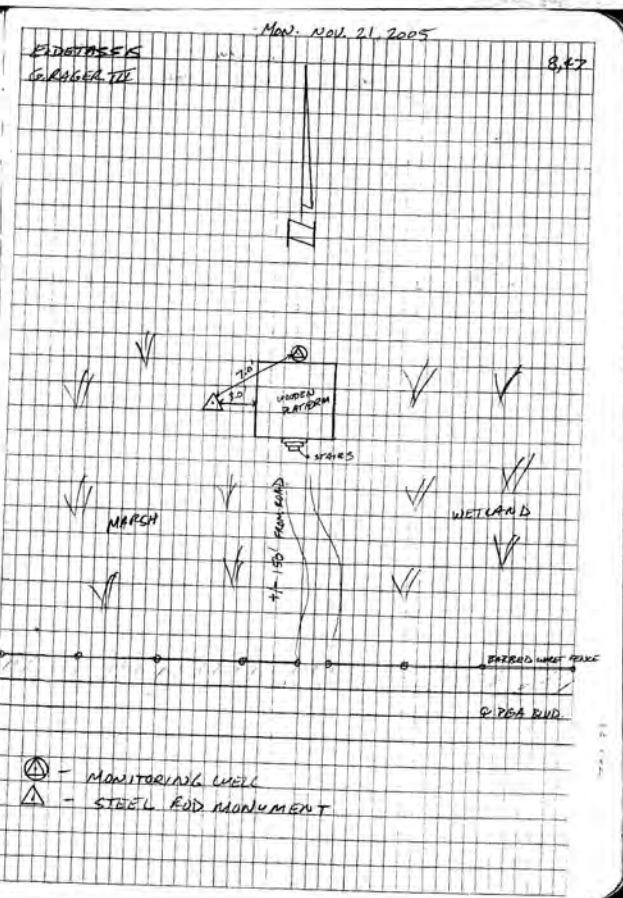 MON. NOV. 21, 2005
8,47
G. RAGER III
N
7.0'
3.0'
WOODEN
PLATFORM
STAIRS
+/- 150' FROM ROAD
MARSH
WETLAND
BARBED WIRE FENCE
℄ PGA BLVD.
- MONITORING WELL
- STEEL ROD MONUMENT